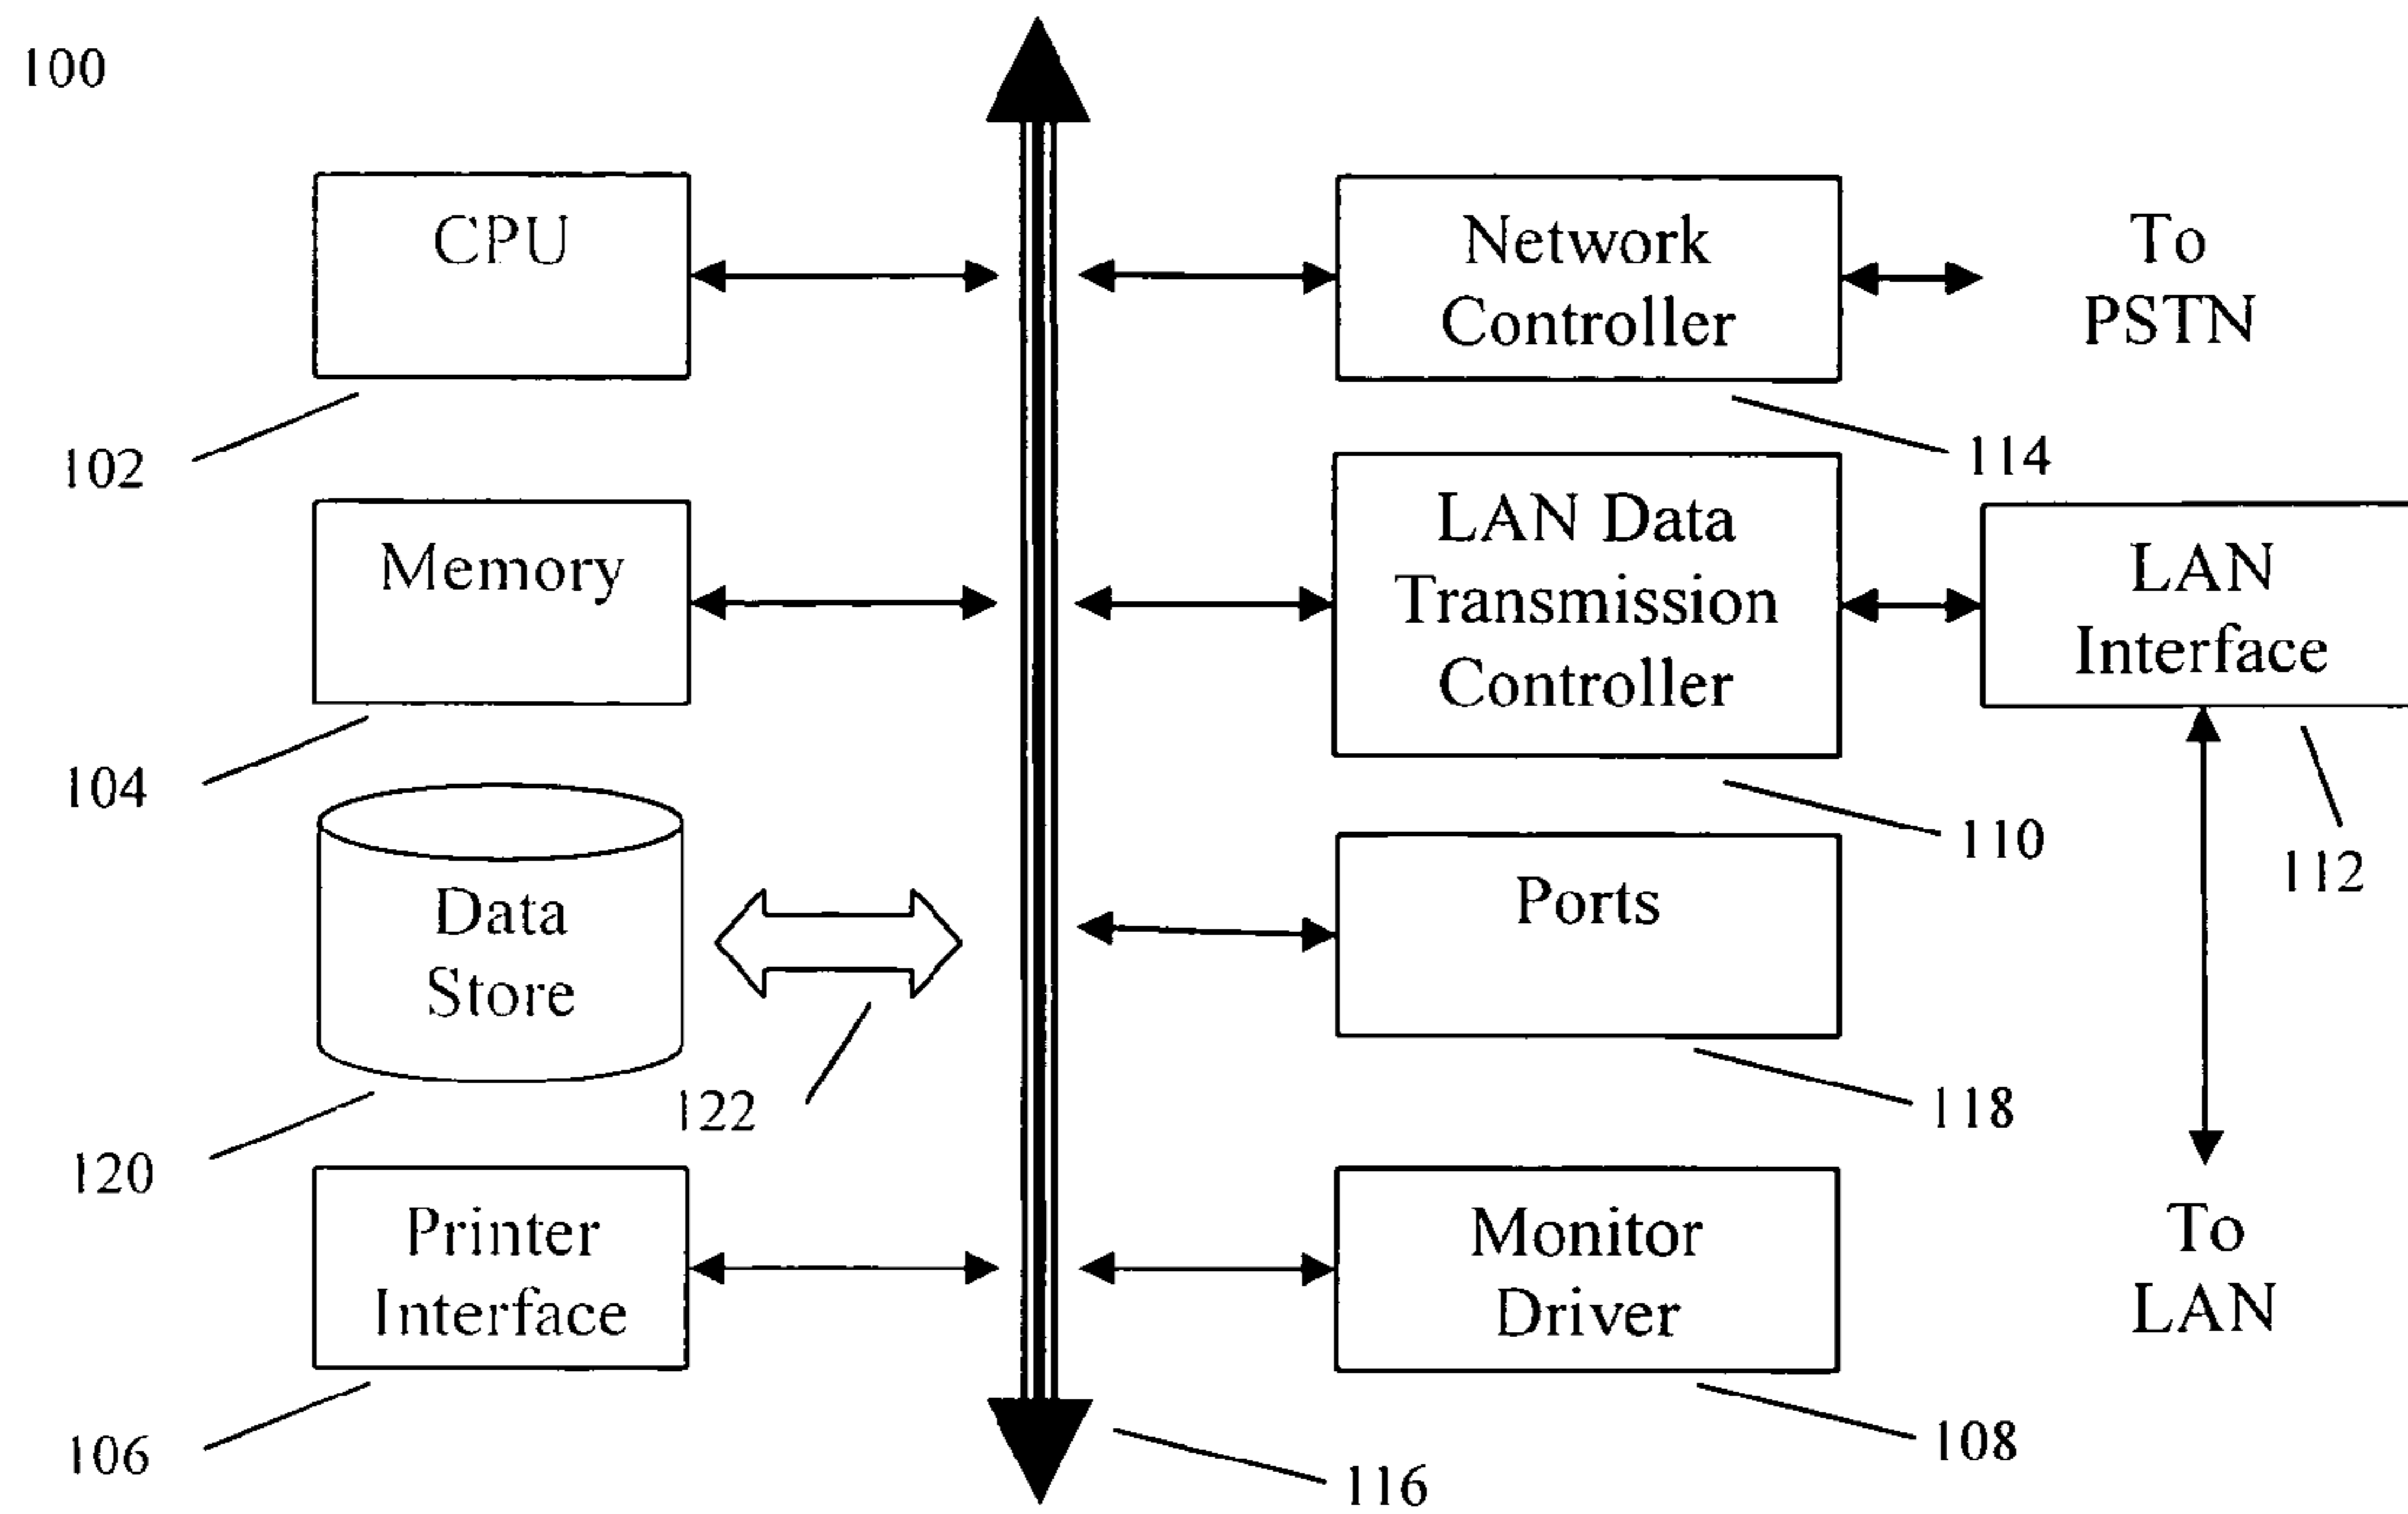 100
CPU
Network
Controller
To
PSTN
102
114
Memory
LAN Data
Transmission
Controller
LAN
Interface
104
110
112
Data
Store
Ports
122
118
120
Printer
Interface
Monitor
Driver
To
LAN
106
108
116